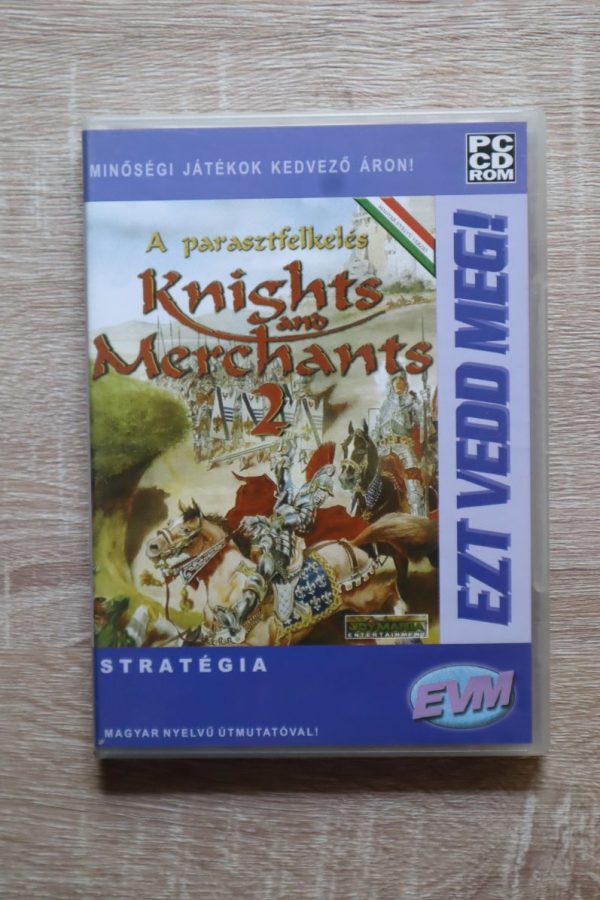 MINŐSÉGI JÁTÉKOK KEDVEZŐ ÁRON!
PC
CD
ROM
A parasztfelkelés
Knights
and
Merchants
2
EZT VEDD MEG!
JOYMANIA
ENTERTAINMENT
STRATÉGIA
EVM
MAGYAR NYELVŰ ÚTMUTATÓVAL!